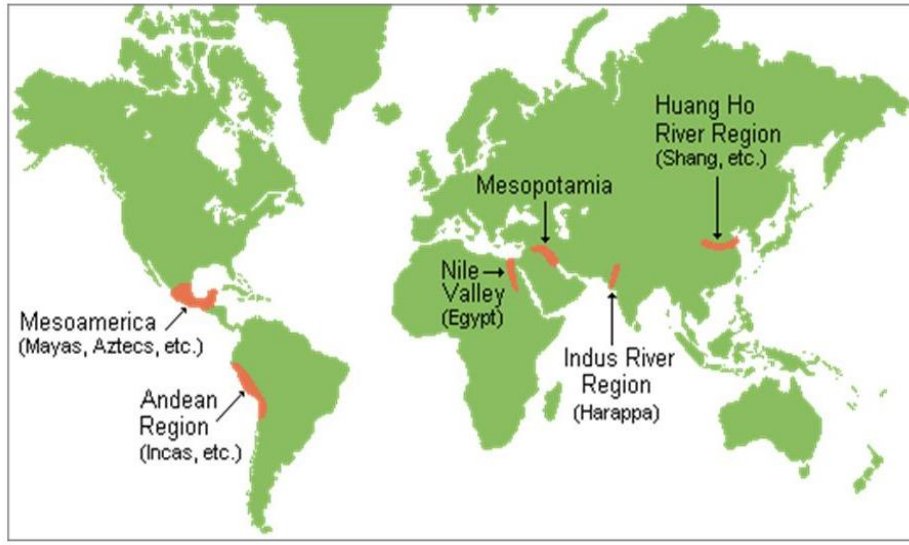 Huang Ho
River Region
(Shang, etc.)
Mesopotamia
Nile
Valley
(Egypt)
Indus River
Region
(Harappa)
Mesoamerica
(Mayas, Aztecs, etc.)
Andean
Region
(Incas, etc.)